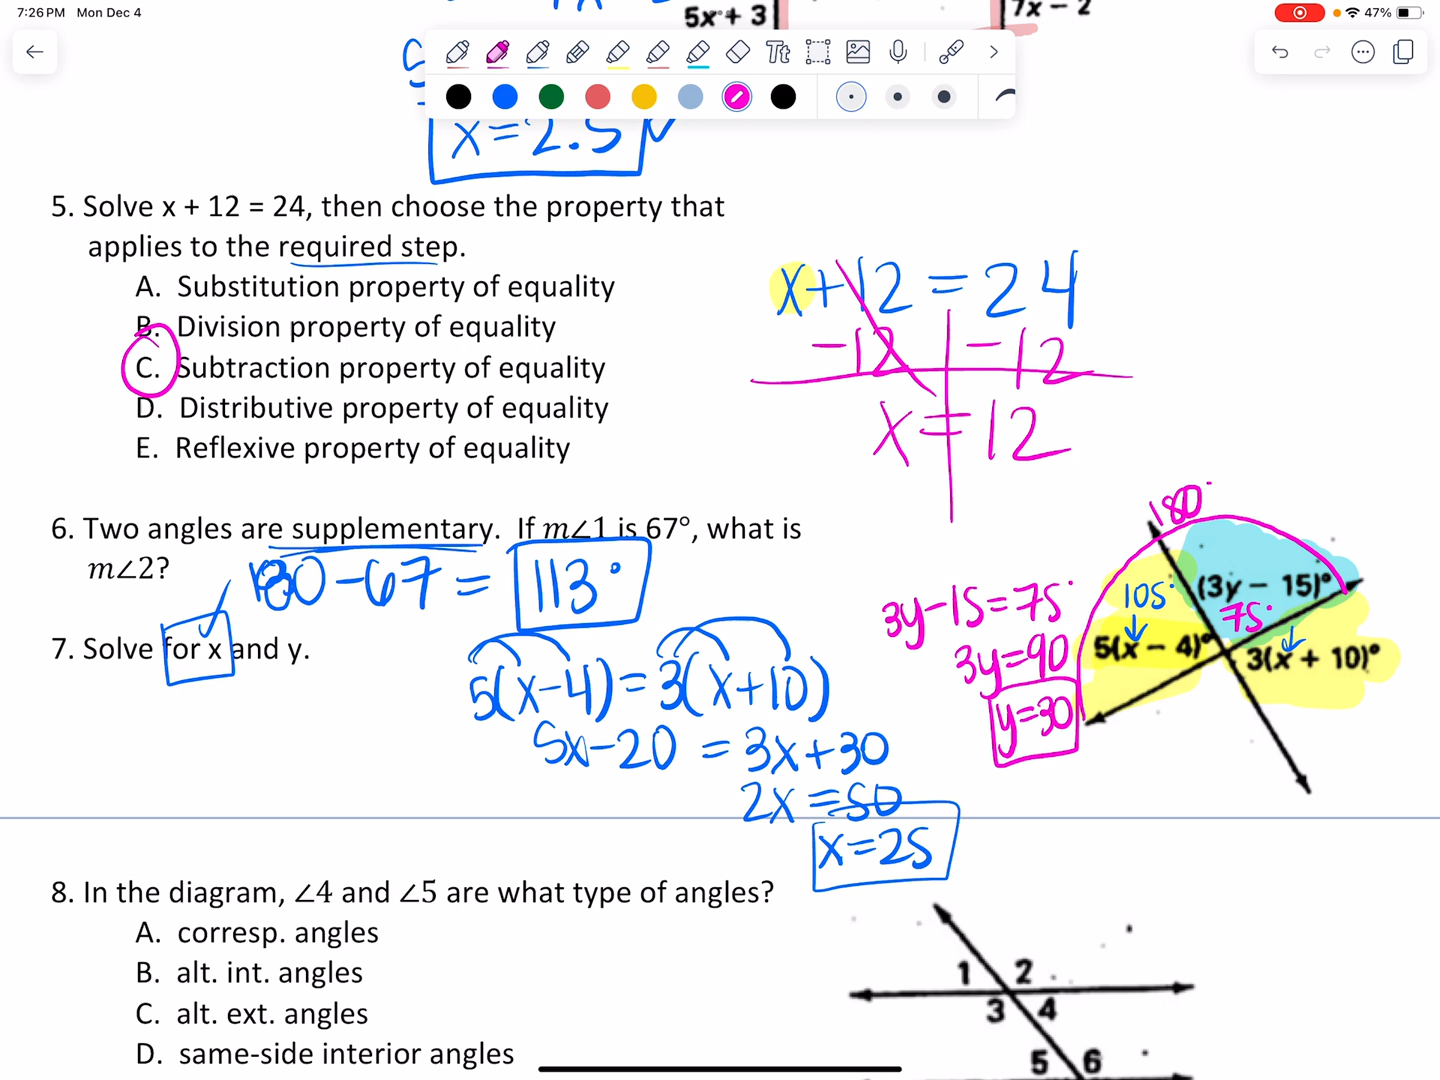 7:26 PM Mon Dec 4
47%
5x + 3
7x − 2
Tt
x = 2.5
5. Solve x + 12 = 24, then choose the property that
applies to the required step.
A. Substitution property of equality
B. Division property of equality
C. Subtraction property of equality
D. Distributive property of equality
E. Reflexive property of equality
x + 12 = 24
−12 −12
x = 12
6. Two angles are supplementary. If m∠1 is 67°, what is
m∠2?
180 − 67 = 113°
7. Solve for x and y.
5(x−4) = 3(x+10)
5x − 20 = 3x + 30
2x = 50
x = 25
3y − 15 = 75°
3y = 90
y = 30
180°
105°
(3y − 15)°
75°
5(x − 4)°
3(x + 10)°
8. In the diagram, ∠4 and ∠5 are what type of angles?
A. corresp. angles
B. alt. int. angles
C. alt. ext. angles
D. same-side interior angles
1 2
3 4
5 6